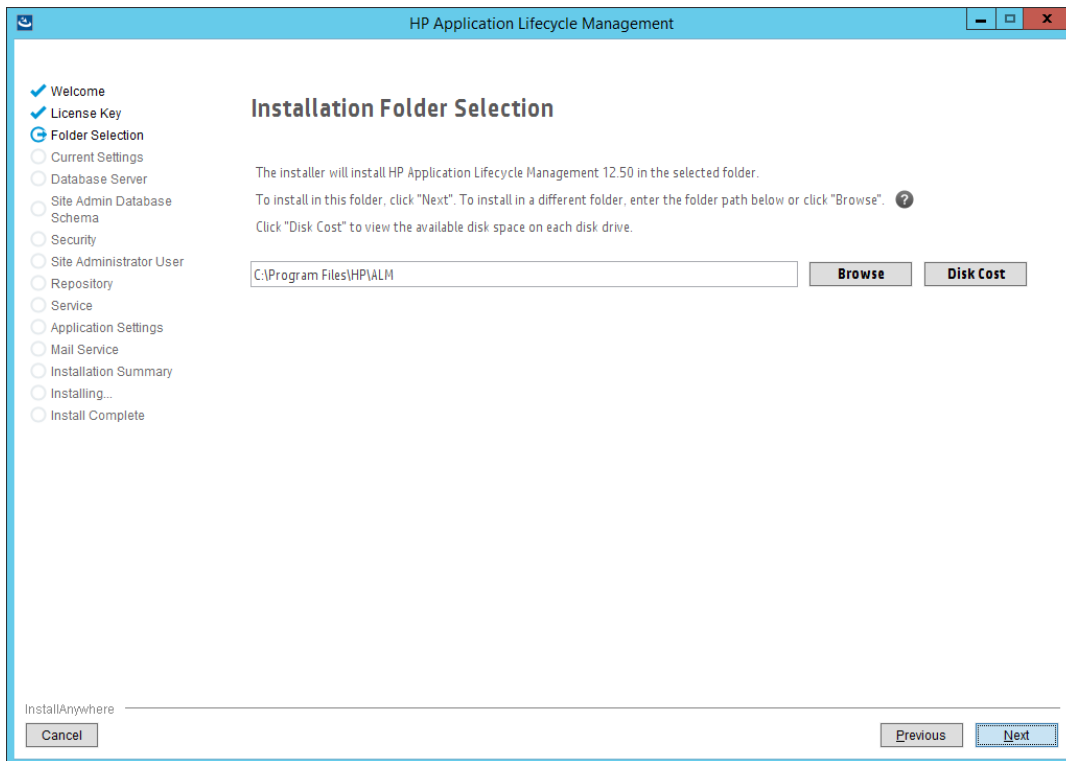 HP Application Lifecycle Management
Welcome
License Key
Folder Selection
Current Settings
Database Server
Site Admin Database
Schema
Security
Site Administrator User
Repository
Service
Application Settings
Mail Service
Installation Summary
Installing...
Install Complete
Installation Folder Selection
The installer will install HP Application Lifecycle Management 12.50 in the selected folder.
To install in this folder, click "Next". To install in a different folder, enter the folder path below or click "Browse". ?
Click "Disk Cost" to view the available disk space on each disk drive.
C:\Program Files\HP\ALM Browse Disk Cost
InstallAnywhere
Cancel Previous Next